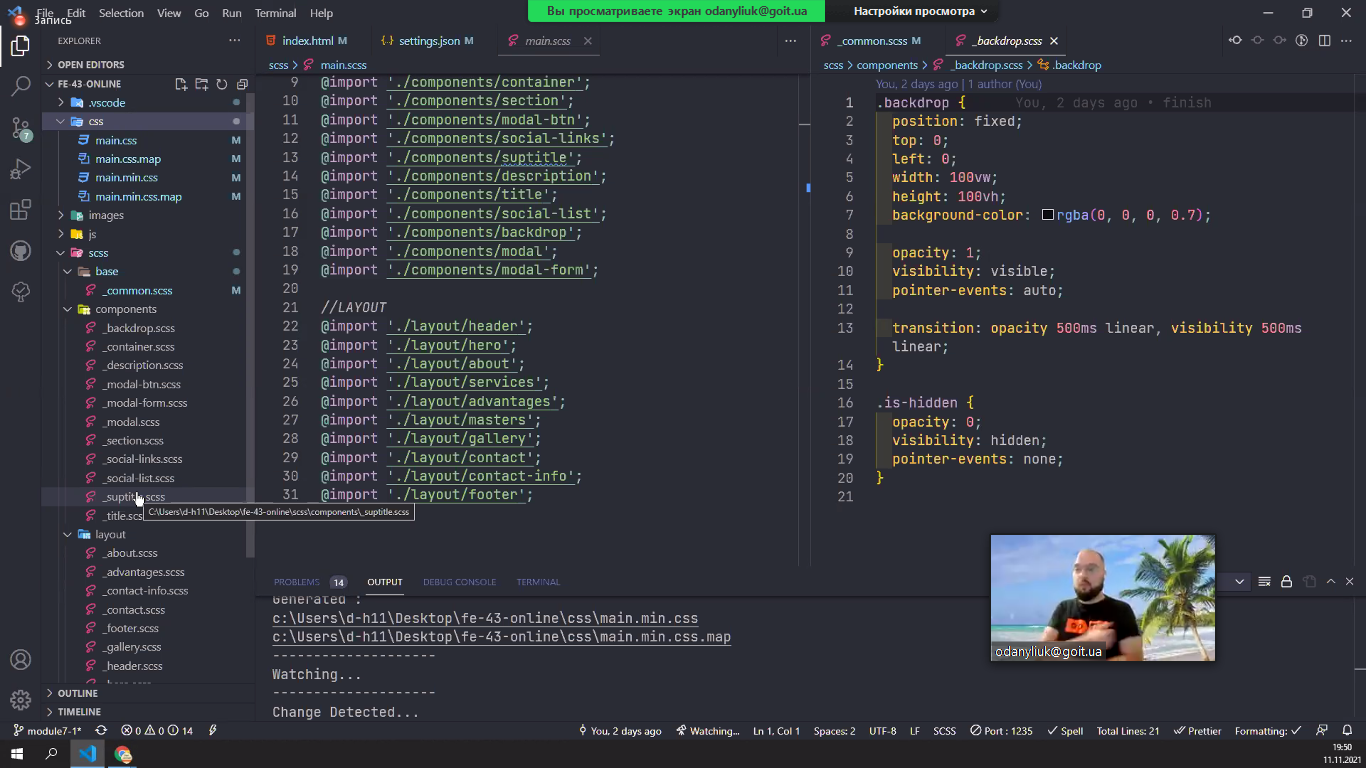 File Edit Selection View Go Run Terminal Help
Запись
Вы просматриваете экран odanyliuk@goit.ua
Настройки просмотра
EXPLORER
OPEN EDITORS
FE-43-ONLINE
.vscode
css
main.css M
main.css.map M
main.min.css M
main.min.css.map M
images
js
scss
base
_common.scss M
components
_backdrop.scss
_container.scss
_description.scss
_modal-btn.scss
_modal-form.scss
_modal.scss
_section.scss
_social-links.scss
_social-list.scss
_suptitle.scss
C:\Users\d-h11\Desktop\fe-43-online\scss\components\_suptitle.scss
_title.scs
layout
_about.scss
_advantages.scss
_contact-info.scss
_contact.scss
_footer.scss
_gallery.scss
_header.scss
OUTLINE
TIMELINE
7
index.html M settings.json M main.scss
scss > main.scss
9 @import './components/container';
10 @import './components/section';
11 @import './components/modal-btn';
12 @import './components/social-links';
13 @import './components/suptitle';
14 @import './components/description';
15 @import './components/title';
16 @import './components/social-list';
17 @import './components/backdrop';
18 @import './components/modal';
19 @import './components/modal-form';
20
21 //LAYOUT
22 @import './layout/header';
23 @import './layout/hero';
24 @import './layout/about';
25 @import './layout/services';
26 @import './layout/advantages';
27 @import './layout/masters';
28 @import './layout/gallery';
29 @import './layout/contact';
30 @import './layout/contact-info';
31 @import './layout/footer';
_common.scss M _backdrop.scss
scss > components > _backdrop.scss > .backdrop
You, 2 days ago | 1 author (You)
1 .backdrop { You, 2 days ago • finish
2 position: fixed;
3 top: 0;
4 left: 0;
5 width: 100vw;
6 height: 100vh;
7 background-color: rgba(0, 0, 0, 0.7);
8
9 opacity: 1;
10 visibility: visible;
11 pointer-events: auto;
12
13 transition: opacity 500ms linear, visibility 500ms
linear;
14 }
15
16 .is-hidden {
17 opacity: 0;
18 visibility: hidden;
19 pointer-events: none;
20 }
21
PROBLEMS 14 OUTPUT DEBUG CONSOLE TERMINAL
Generated :
c:\Users\d-h11\Desktop\fe-43-online\css\main.min.css
c:\Users\d-h11\Desktop\fe-43-online\css\main.min.css.map
--------------------
Watching...
--------------------
Change Detected...
odanyliuk@goit.ua
module7-1* 0 0 14 You, 2 days ago Watching... Ln 1, Col 1 Spaces: 2 UTF-8 LF SCSS Port : 1235 Spell Total Lines: 21 Prettier Formatting:
19:50
11.11.2021